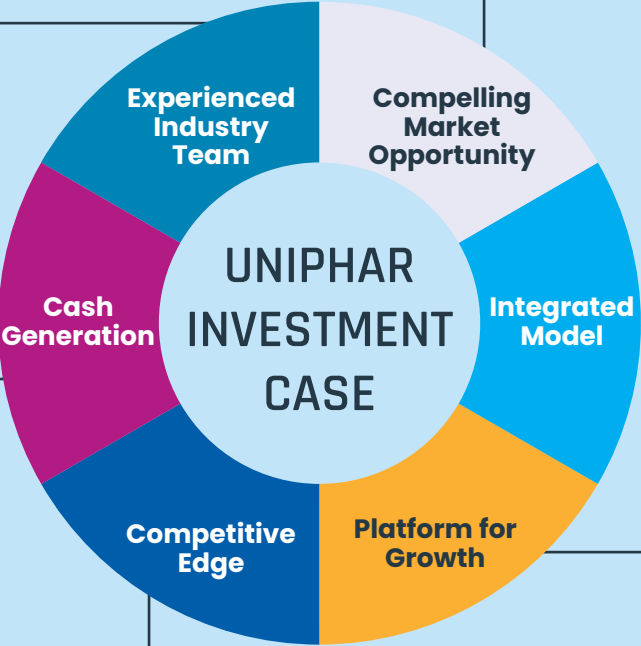 Experienced
Industry
Team
Compelling
Market
Opportunity
Cash
Generation
UNIPHAR
INVESTMENT
CASE
Integrated
Model
Competitive
Edge
Platform for
Growth